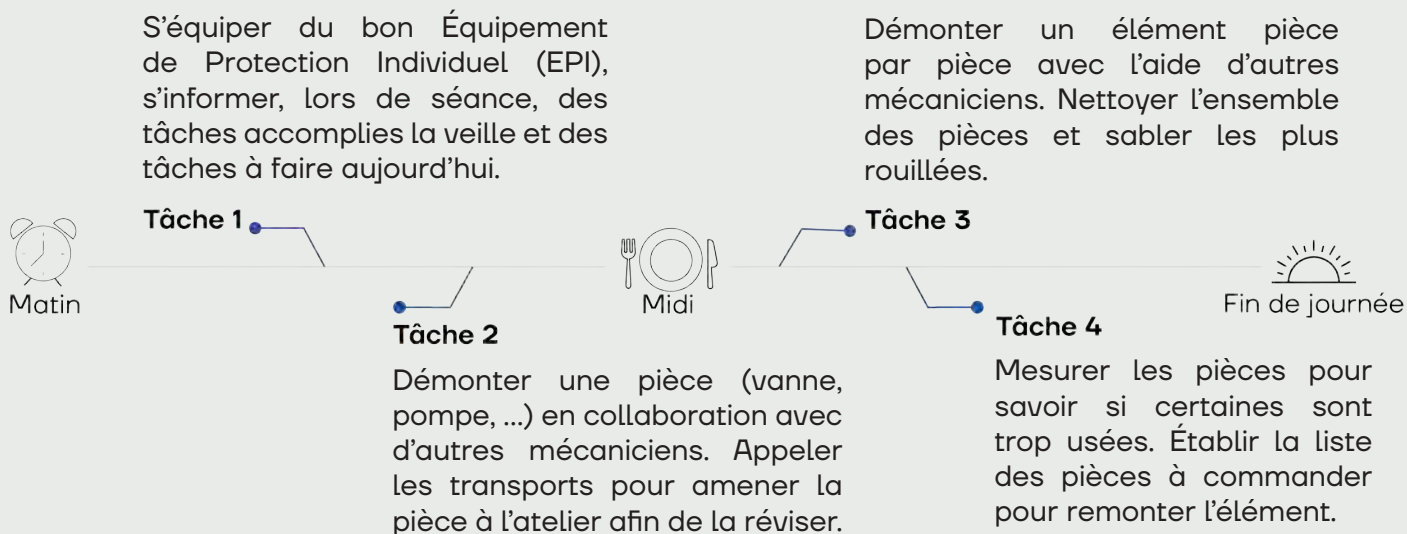 S’équiper du bon Équipement
de Protection Individuel (EPI),
s’informer, lors de séance, des
tâches accomplies la veille et des
tâches à faire aujourd’hui.
Démonter un élément pièce
par pièce avec l’aide d’autres
mécaniciens. Nettoyer l’ensemble
des pièces et sabler les plus
rouillées.
Tâche 1
Tâche 3
Matin
Midi
Fin de journée
Tâche 2
Démonter une pièce (vanne,
pompe, ...) en collaboration avec
d’autres mécaniciens. Appeler
les transports pour amener la
pièce à l’atelier afin de la réviser.
Tâche 4
Mesurer les pièces pour
savoir si certaines sont
trop usées. Établir la liste
des pièces à commander
pour remonter l’élément.